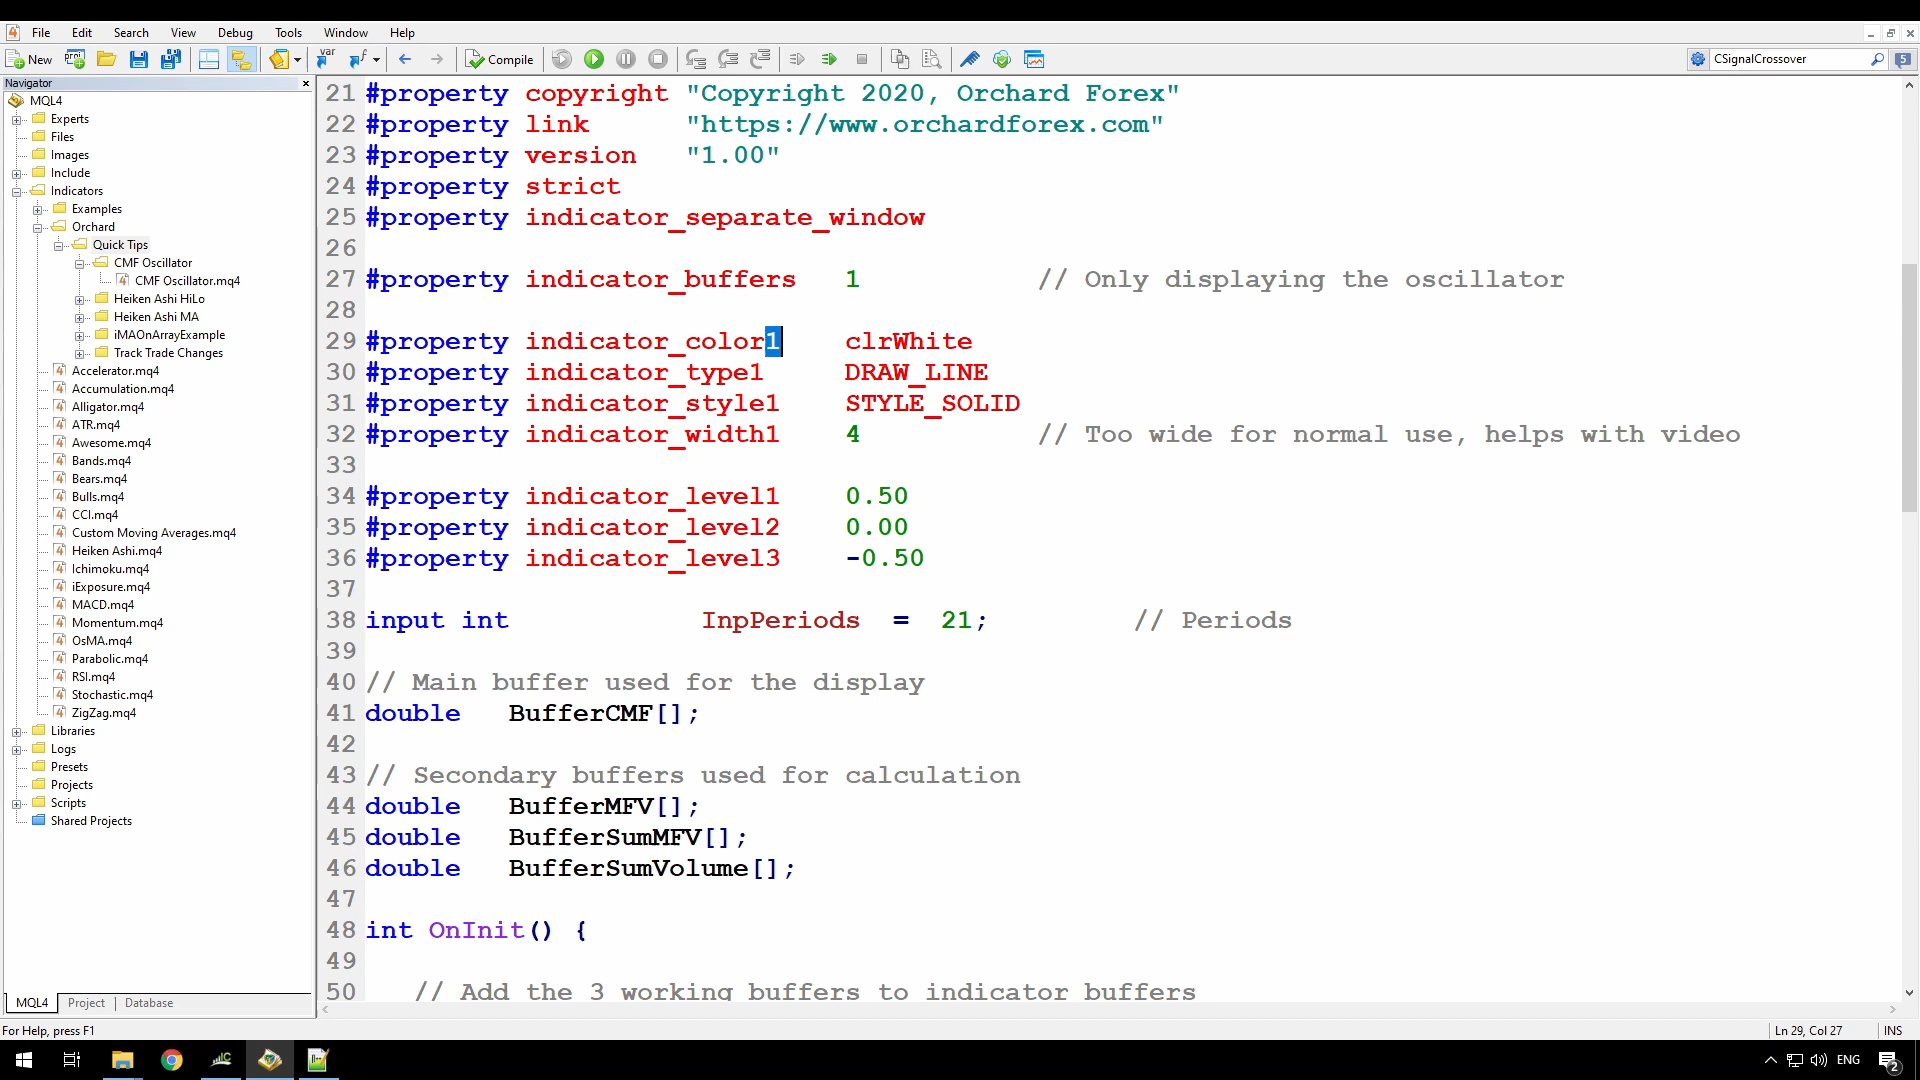 File Edit Search View Debug Tools Window Help
New Compile CSignalCrossover 5
Navigator
MQL4
Experts
Files
Images
Include
Indicators
Examples
Orchard
Quick Tips
CMF Oscillator
CMF Oscillator.mq4
Heiken Ashi HiLo
Heiken Ashi MA
iMAOnArrayExample
Track Trade Changes
Accelerator.mq4
Accumulation.mq4
Alligator.mq4
ATR.mq4
Awesome.mq4
Bands.mq4
Bears.mq4
Bulls.mq4
CCI.mq4
Custom Moving Averages.mq4
Heiken Ashi.mq4
Ichimoku.mq4
iExposure.mq4
MACD.mq4
Momentum.mq4
OsMA.mq4
Parabolic.mq4
RSI.mq4
Stochastic.mq4
ZigZag.mq4
Libraries
Logs
Presets
Projects
Scripts
Shared Projects
MQL4 Project Database
21 #property copyright "Copyright 2020, Orchard Forex"
22 #property link "https://www.orchardforex.com"
23 #property version "1.00"
24 #property strict
25 #property indicator_separate_window
26
27 #property indicator_buffers 1 // Only displaying the oscillator
28
29 #property indicator_color1 clrWhite
30 #property indicator_type1 DRAW_LINE
31 #property indicator_style1 STYLE_SOLID
32 #property indicator_width1 4 // Too wide for normal use, helps with video
33
34 #property indicator_level1 0.50
35 #property indicator_level2 0.00
36 #property indicator_level3 -0.50
37
38 input int InpPeriods = 21; // Periods
39
40 // Main buffer used for the display
41 double BufferCMF[];
42
43 // Secondary buffers used for calculation
44 double BufferMFV[];
45 double BufferSumMFV[];
46 double BufferSumVolume[];
47
48 int OnInit() {
49
50 // Add the 3 working buffers to indicator buffers
For Help, press F1 Ln 29, Col 27 INS
ENG 2